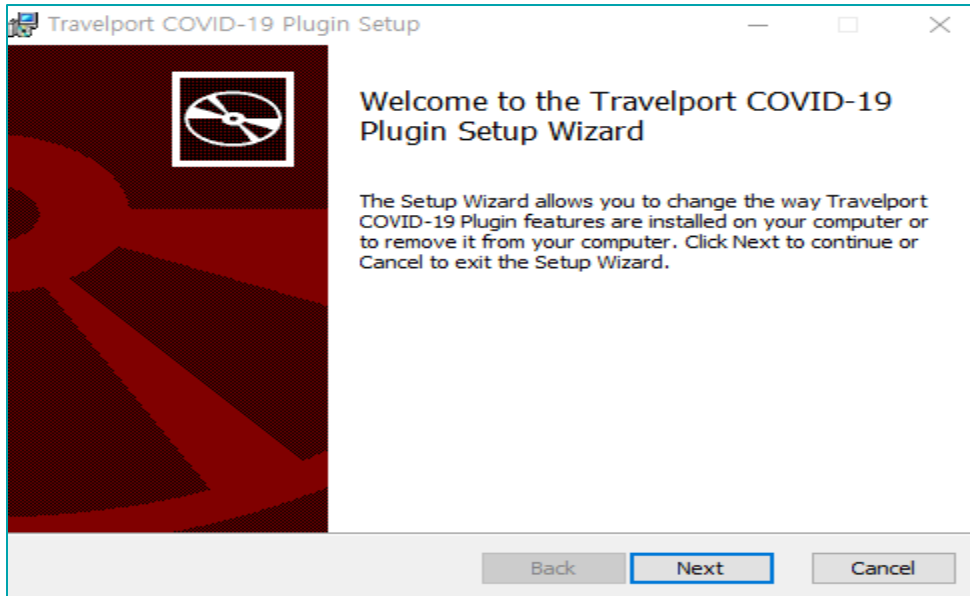 Travelport COVID-19 Plugin Setup
Welcome to the Travelport COVID-19
Plugin Setup Wizard
The Setup Wizard allows you to change the way Travelport
COVID-19 Plugin features are installed on your computer or
to remove it from your computer. Click Next to continue or
Cancel to exit the Setup Wizard.
Back Next Cancel